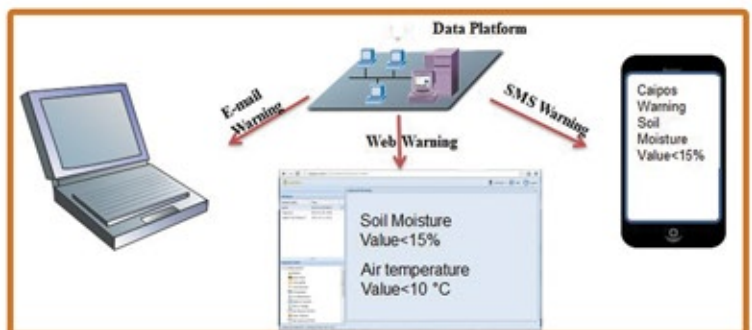 Data Platform
E-mail
Warning
Web Warning
SMS Warning
Caipos
Warning
Soil
Moisture
Value<15%
Soil Moisture
Value<15%
Air temperature
Value<10 °C